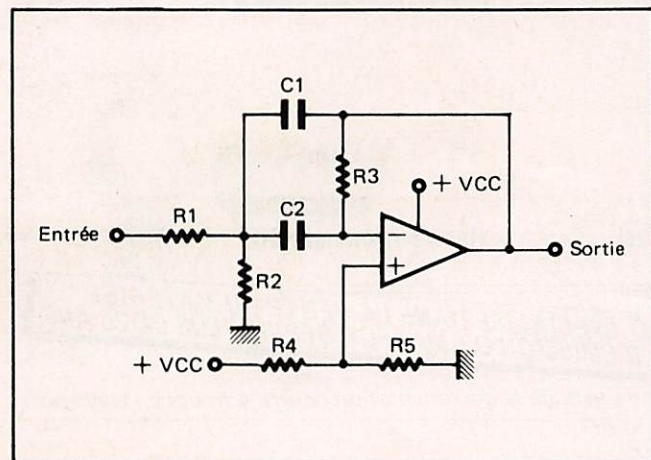 C1
R3
+ VCC
C2
R1
Entrée
−
+
Sortie
R2
+ VCC
R4
R5